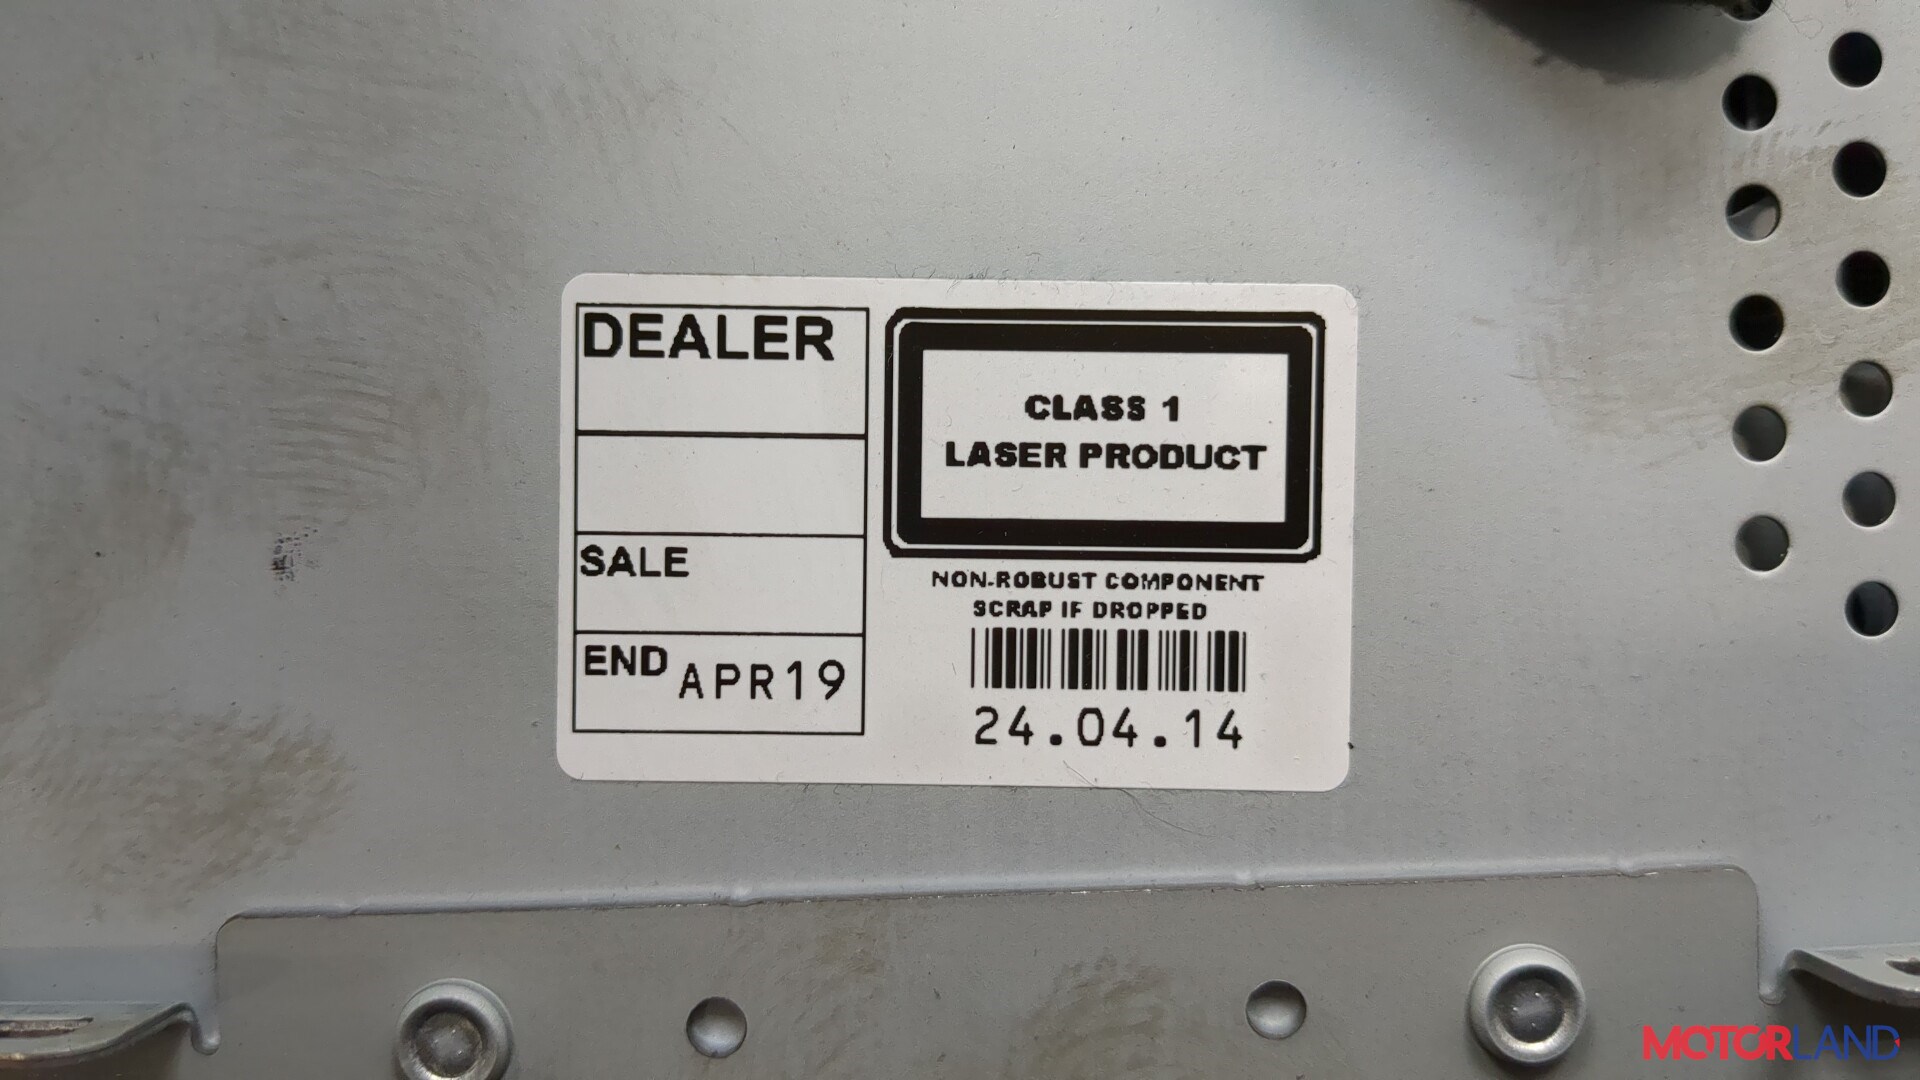 DEALER
SALE
END APR19
CLASS 1
LASER PRODUCT
NON-ROBUST COMPONENT
SCRAP IF DROPPED
24.04.14
MOTORLAND